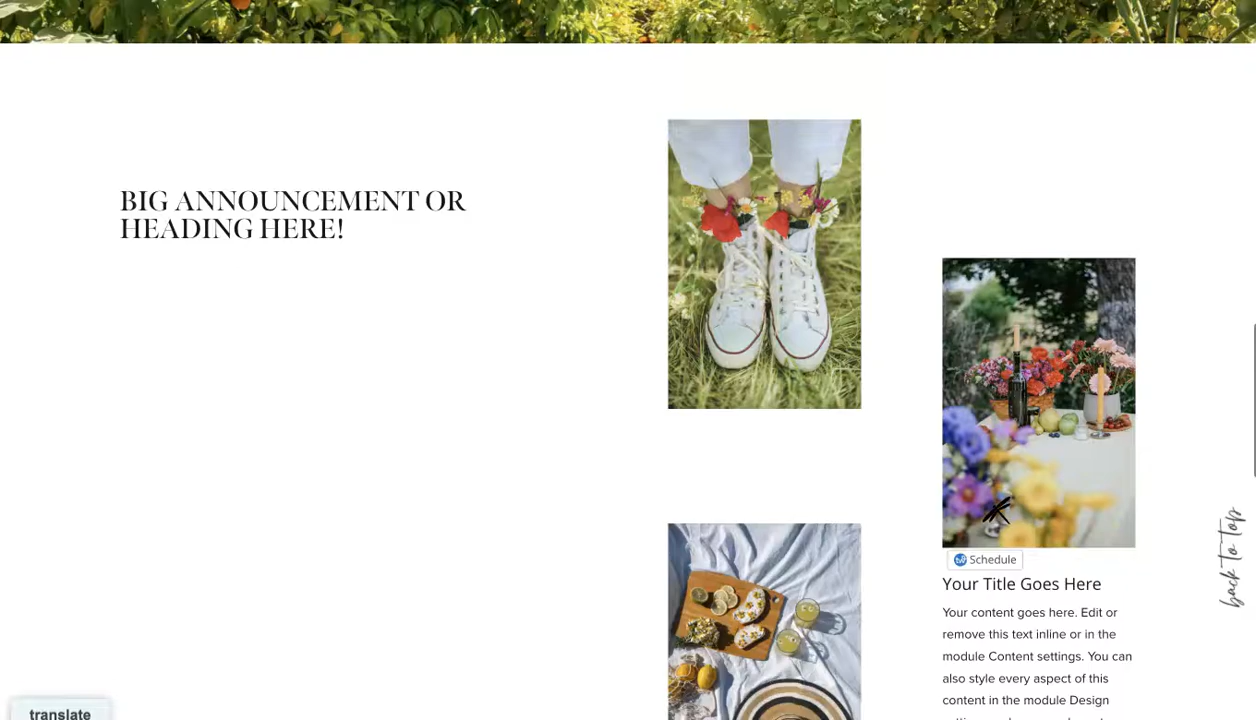 BIG ANNOUNCEMENT OR
HEADING HERE!
Schedule
Your Title Goes Here
Your content goes here. Edit or
remove this text inline or in the
module Content settings. You can
also style every aspect of this
content in the module Design
back to top
translate